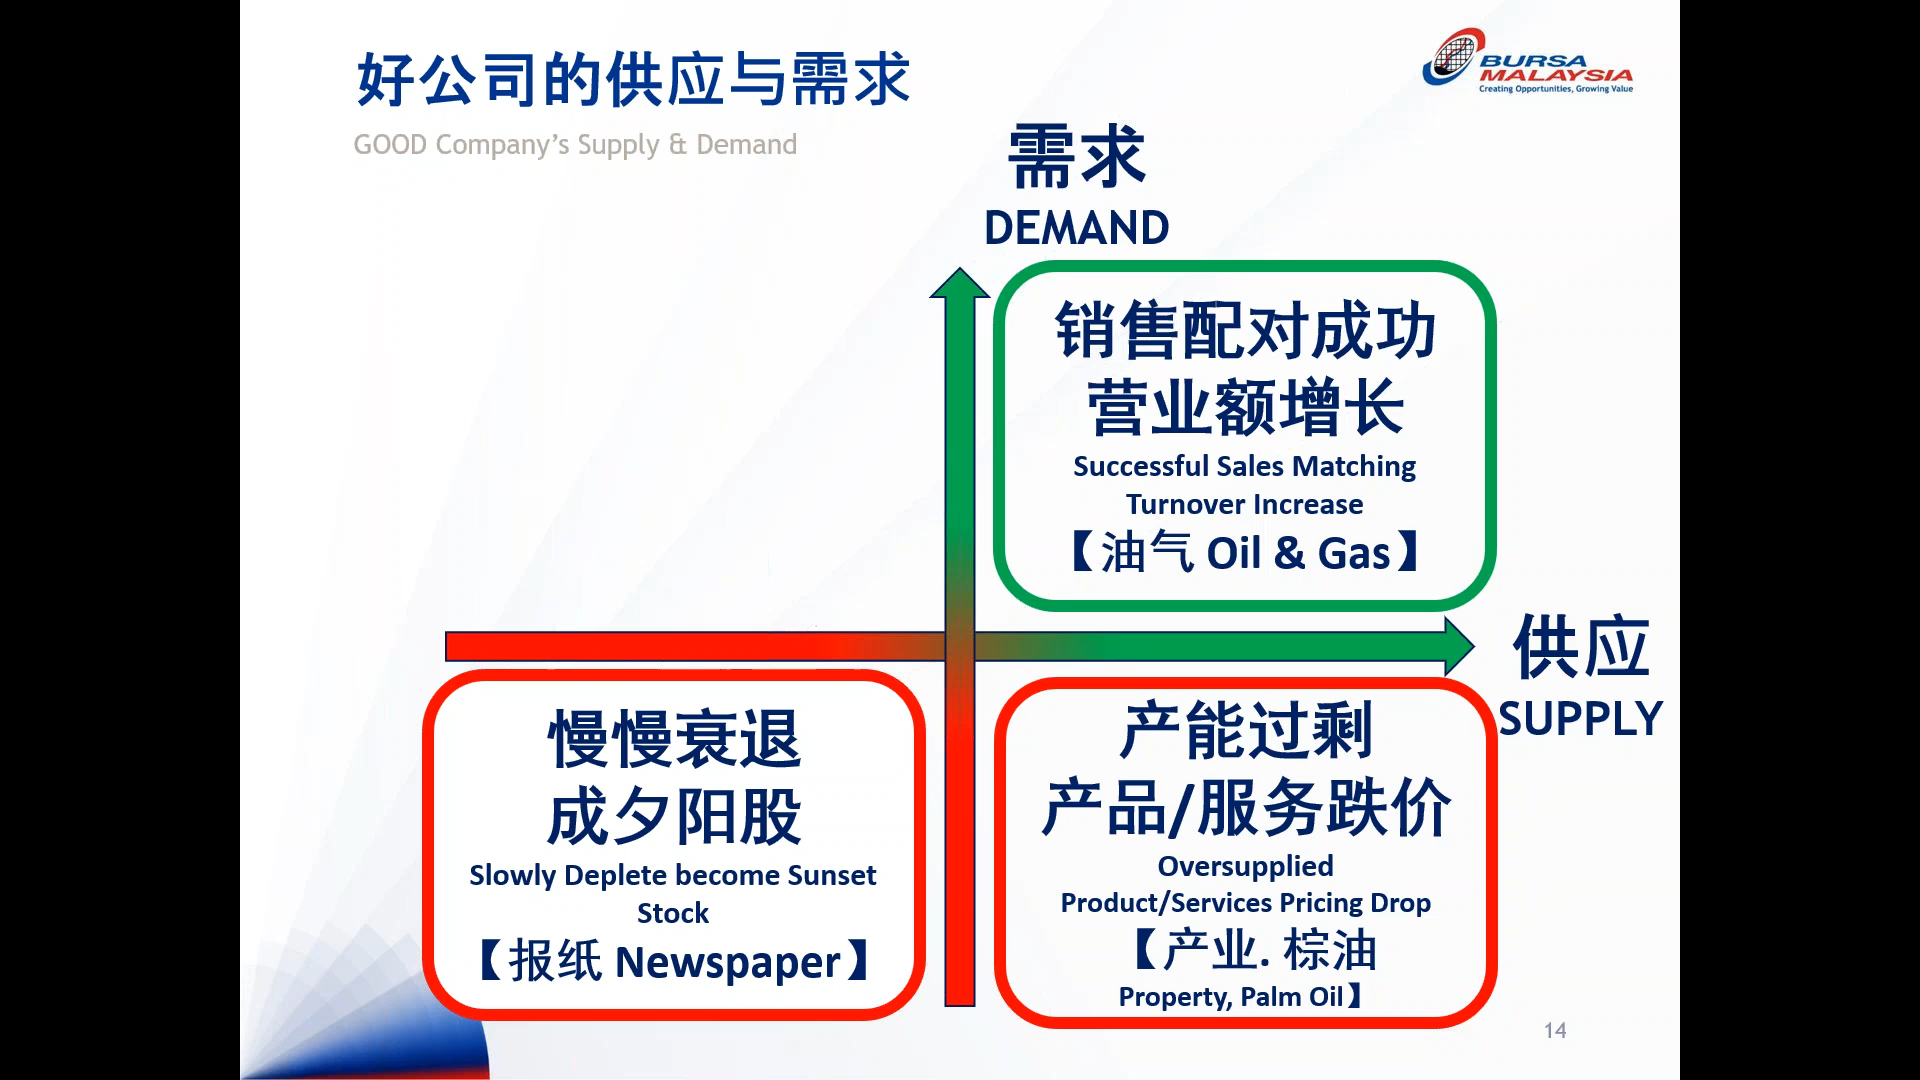 好公司的供应与需求
GOOD Company’s Supply & Demand
BURSA
MALAYSIA
Creating Opportunities, Growing Value
需求
DEMAND
销售配对成功
营业额增长
Successful Sales Matching
Turnover Increase
【油气 Oil & Gas】
供应
SUPPLY
慢慢衰退
成夕阳股
Slowly Deplete become Sunset
Stock
【报纸 Newspaper】
产能过剩
产品/服务跌价
Oversupplied
Product/Services Pricing Drop
【产业. 棕油
Property, Palm Oil】
14